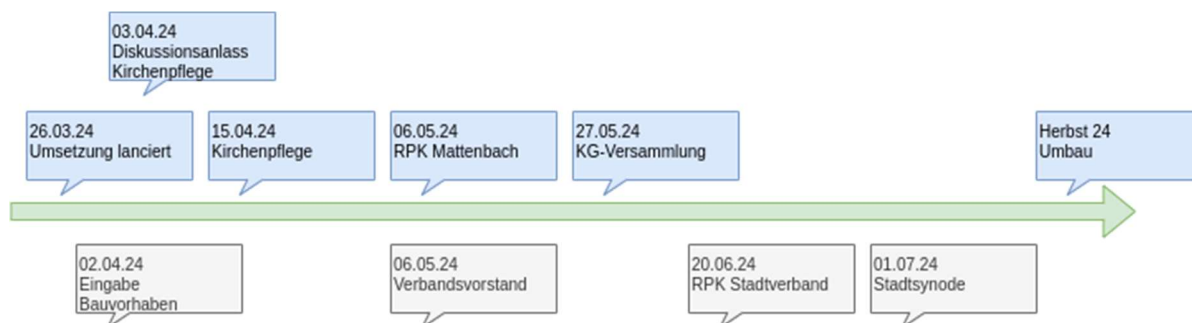 03.04.24
Diskussionsanlass
Kirchenpflege
26.03.24
Umsetzung lanciert
15.04.24
Kirchenpflege
06.05.24
RPK Mattenbach
27.05.24
KG-Versammlung
Herbst 24
Umbau
02.04.24
Eingabe
Bauvorhaben
06.05.24
Verbandsvorstand
20.06.24
RPK Stadtverband
01.07.24
Stadtsynode